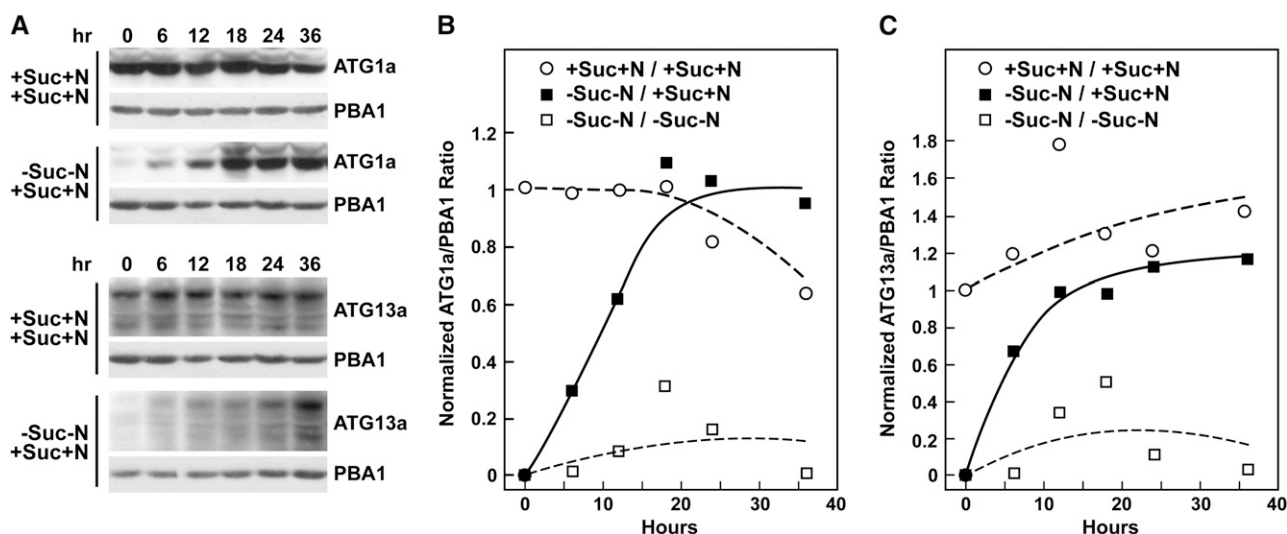 A
hr 0 6 12 18 24 36
+Suc+N
+Suc+N
ATG1a
PBA1
-Suc-N
+Suc+N
ATG1a
PBA1
hr 0 6 12 18 24 36
+Suc+N
+Suc+N
ATG13a
PBA1
-Suc-N
+Suc+N
ATG13a
PBA1
B
+Suc+N / +Suc+N
-Suc-N / +Suc+N
-Suc-N / -Suc-N
Normalized ATG1a/PBA1 Ratio
1.2
1
0.8
0.6
0.4
0.2
0
0 10 20 30 40
Hours
C
+Suc+N / +Suc+N
-Suc-N / +Suc+N
-Suc-N / -Suc-N
Normalized ATG13a/PBA1 Ratio
1.8
1.6
1.4
1.2
1
0.8
0.6
0.4
0.2
0
0 10 20 30 40
Hours